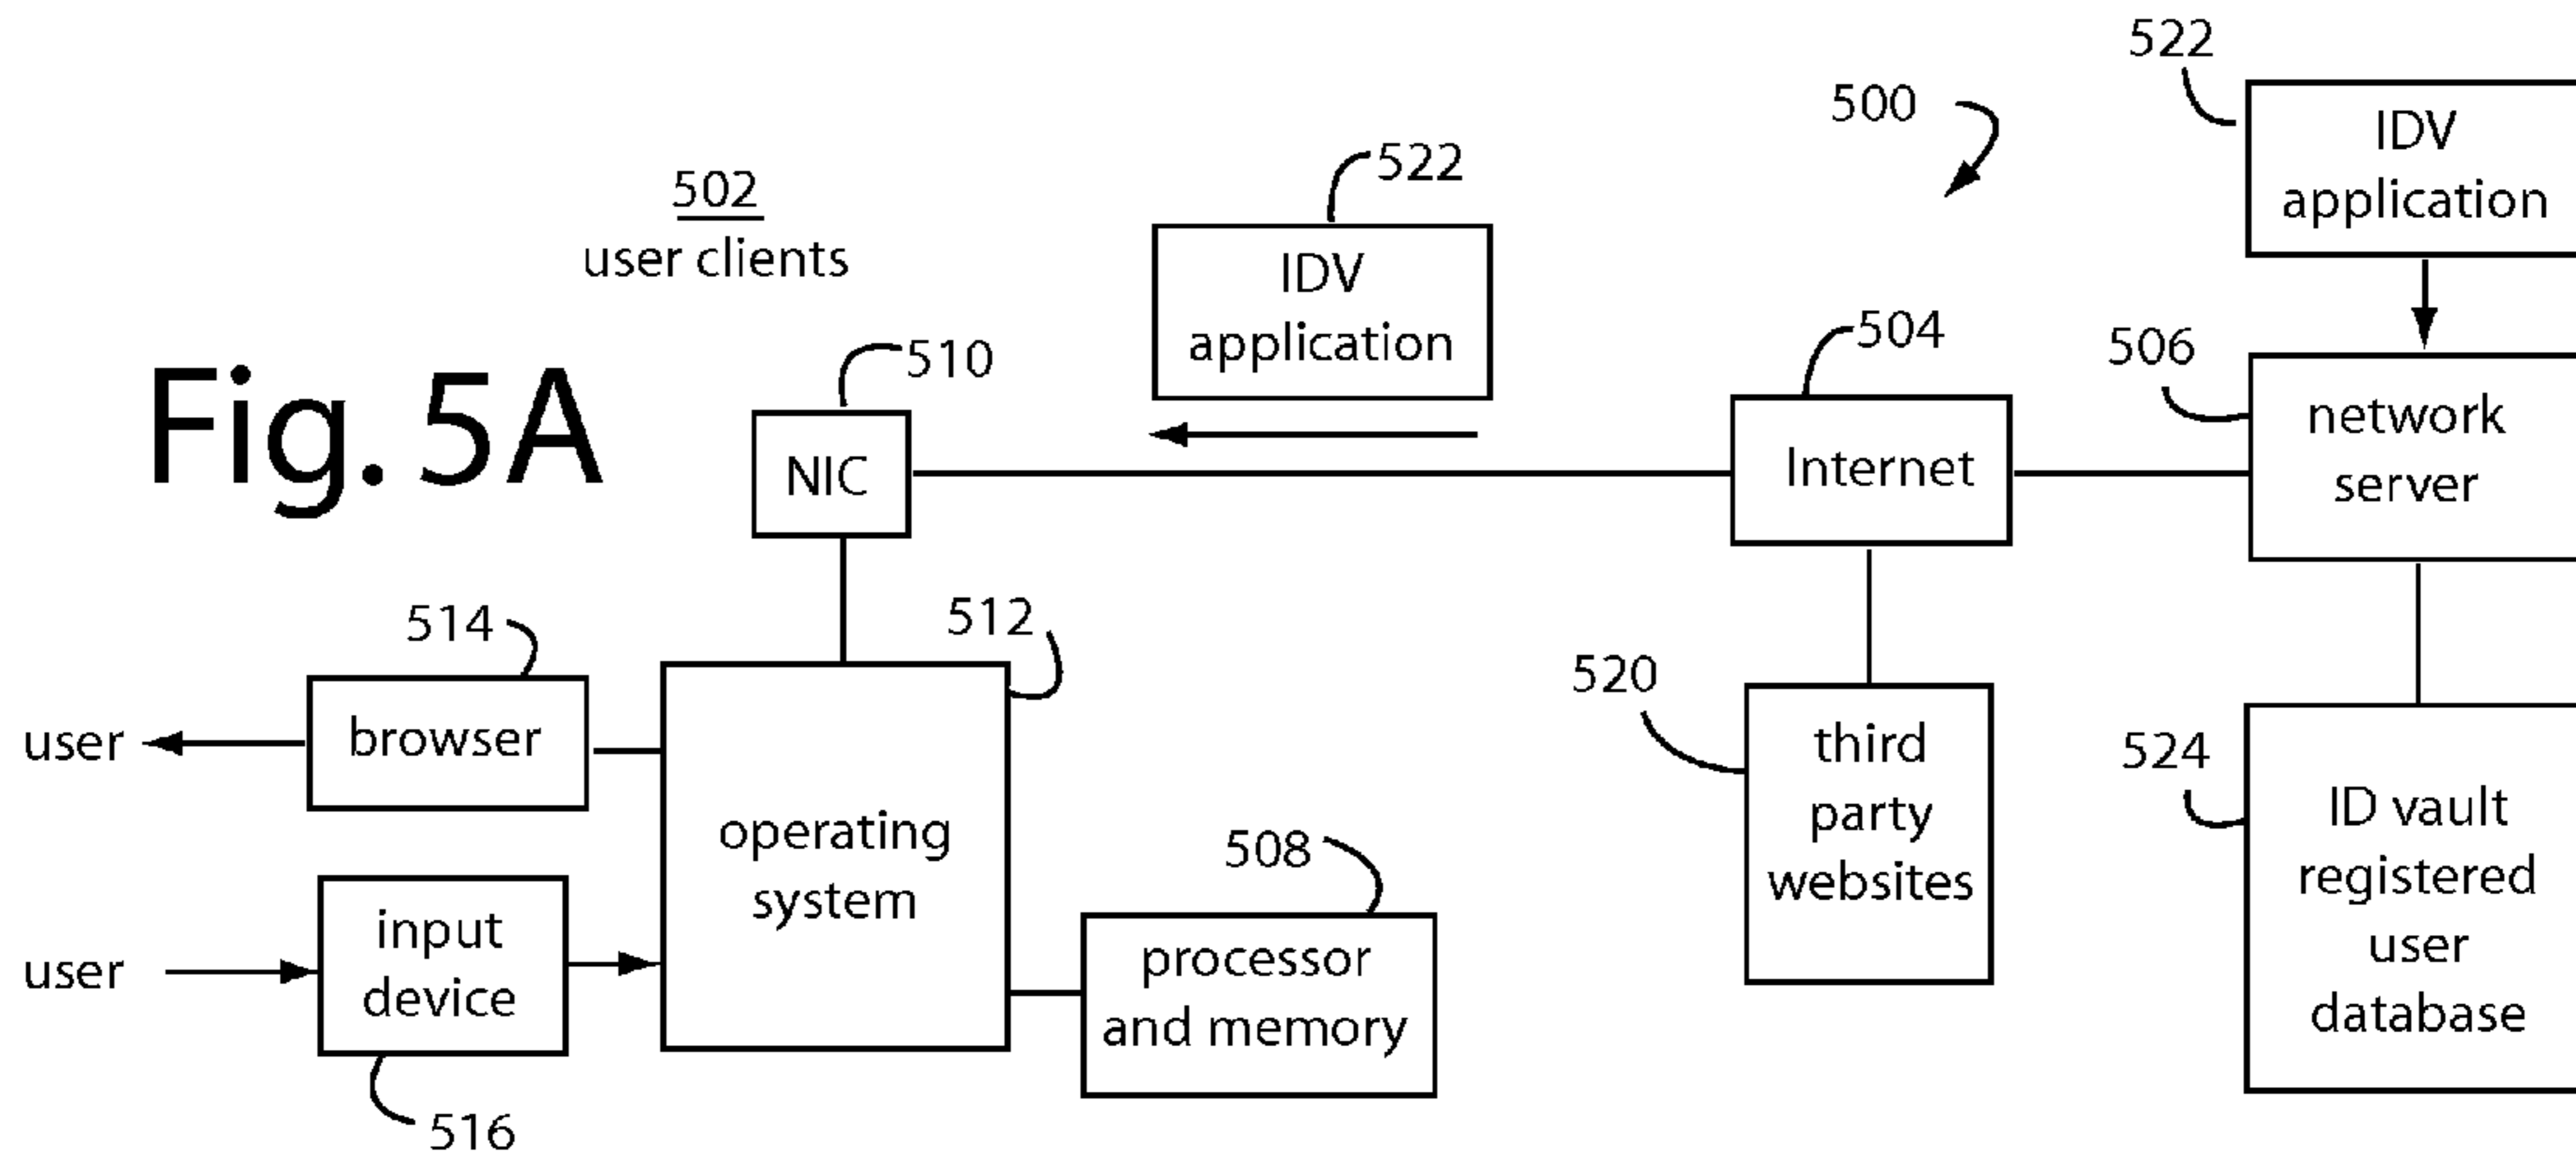 522
500
IDV
application
522
502
user clients
IDV
application
504
506
510
Fig. 5A
network
server
NIC
Internet
514
512
520
524
user
browser
third
party
websites
operating
system
508
ID vault
registered
user
database
user
input
device
processor
and memory
516